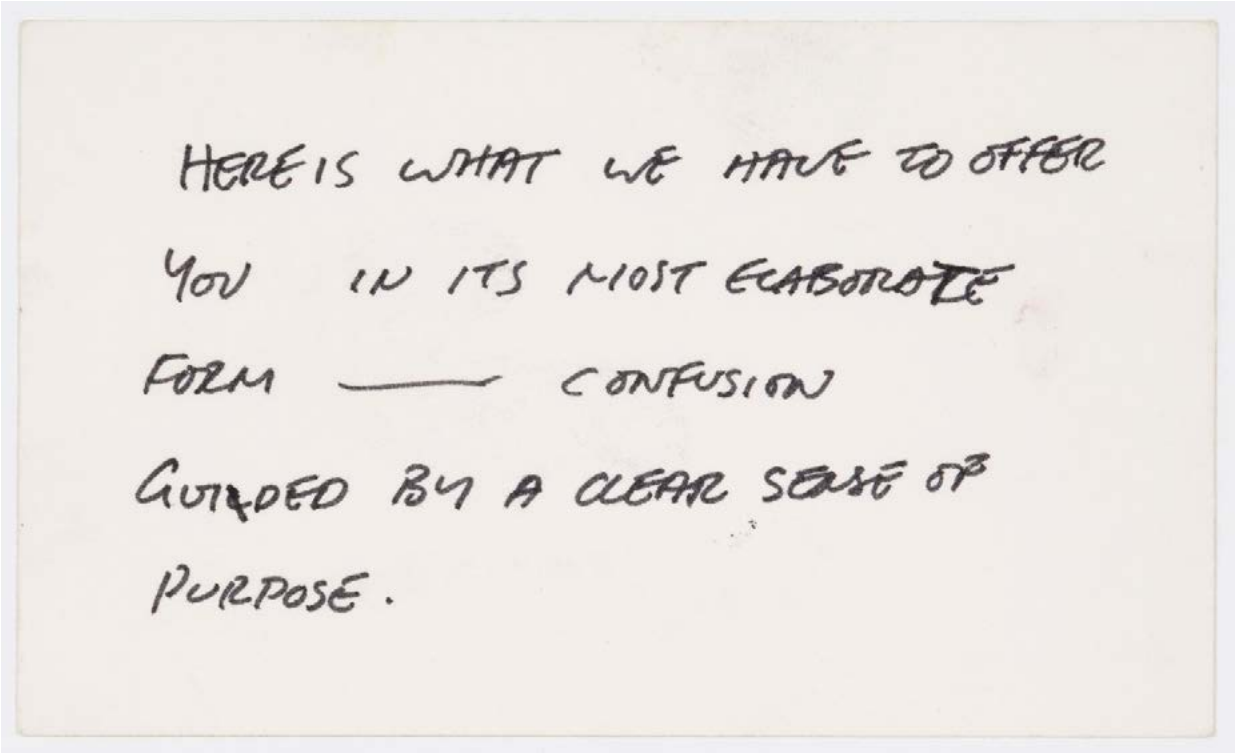 HERE IS WHAT WE HAVE TO OFFER
YOU IN ITS MOST ELABORATE
FORM — CONFUSION
GUIDED BY A CLEAR SENSE OF
PURPOSE.